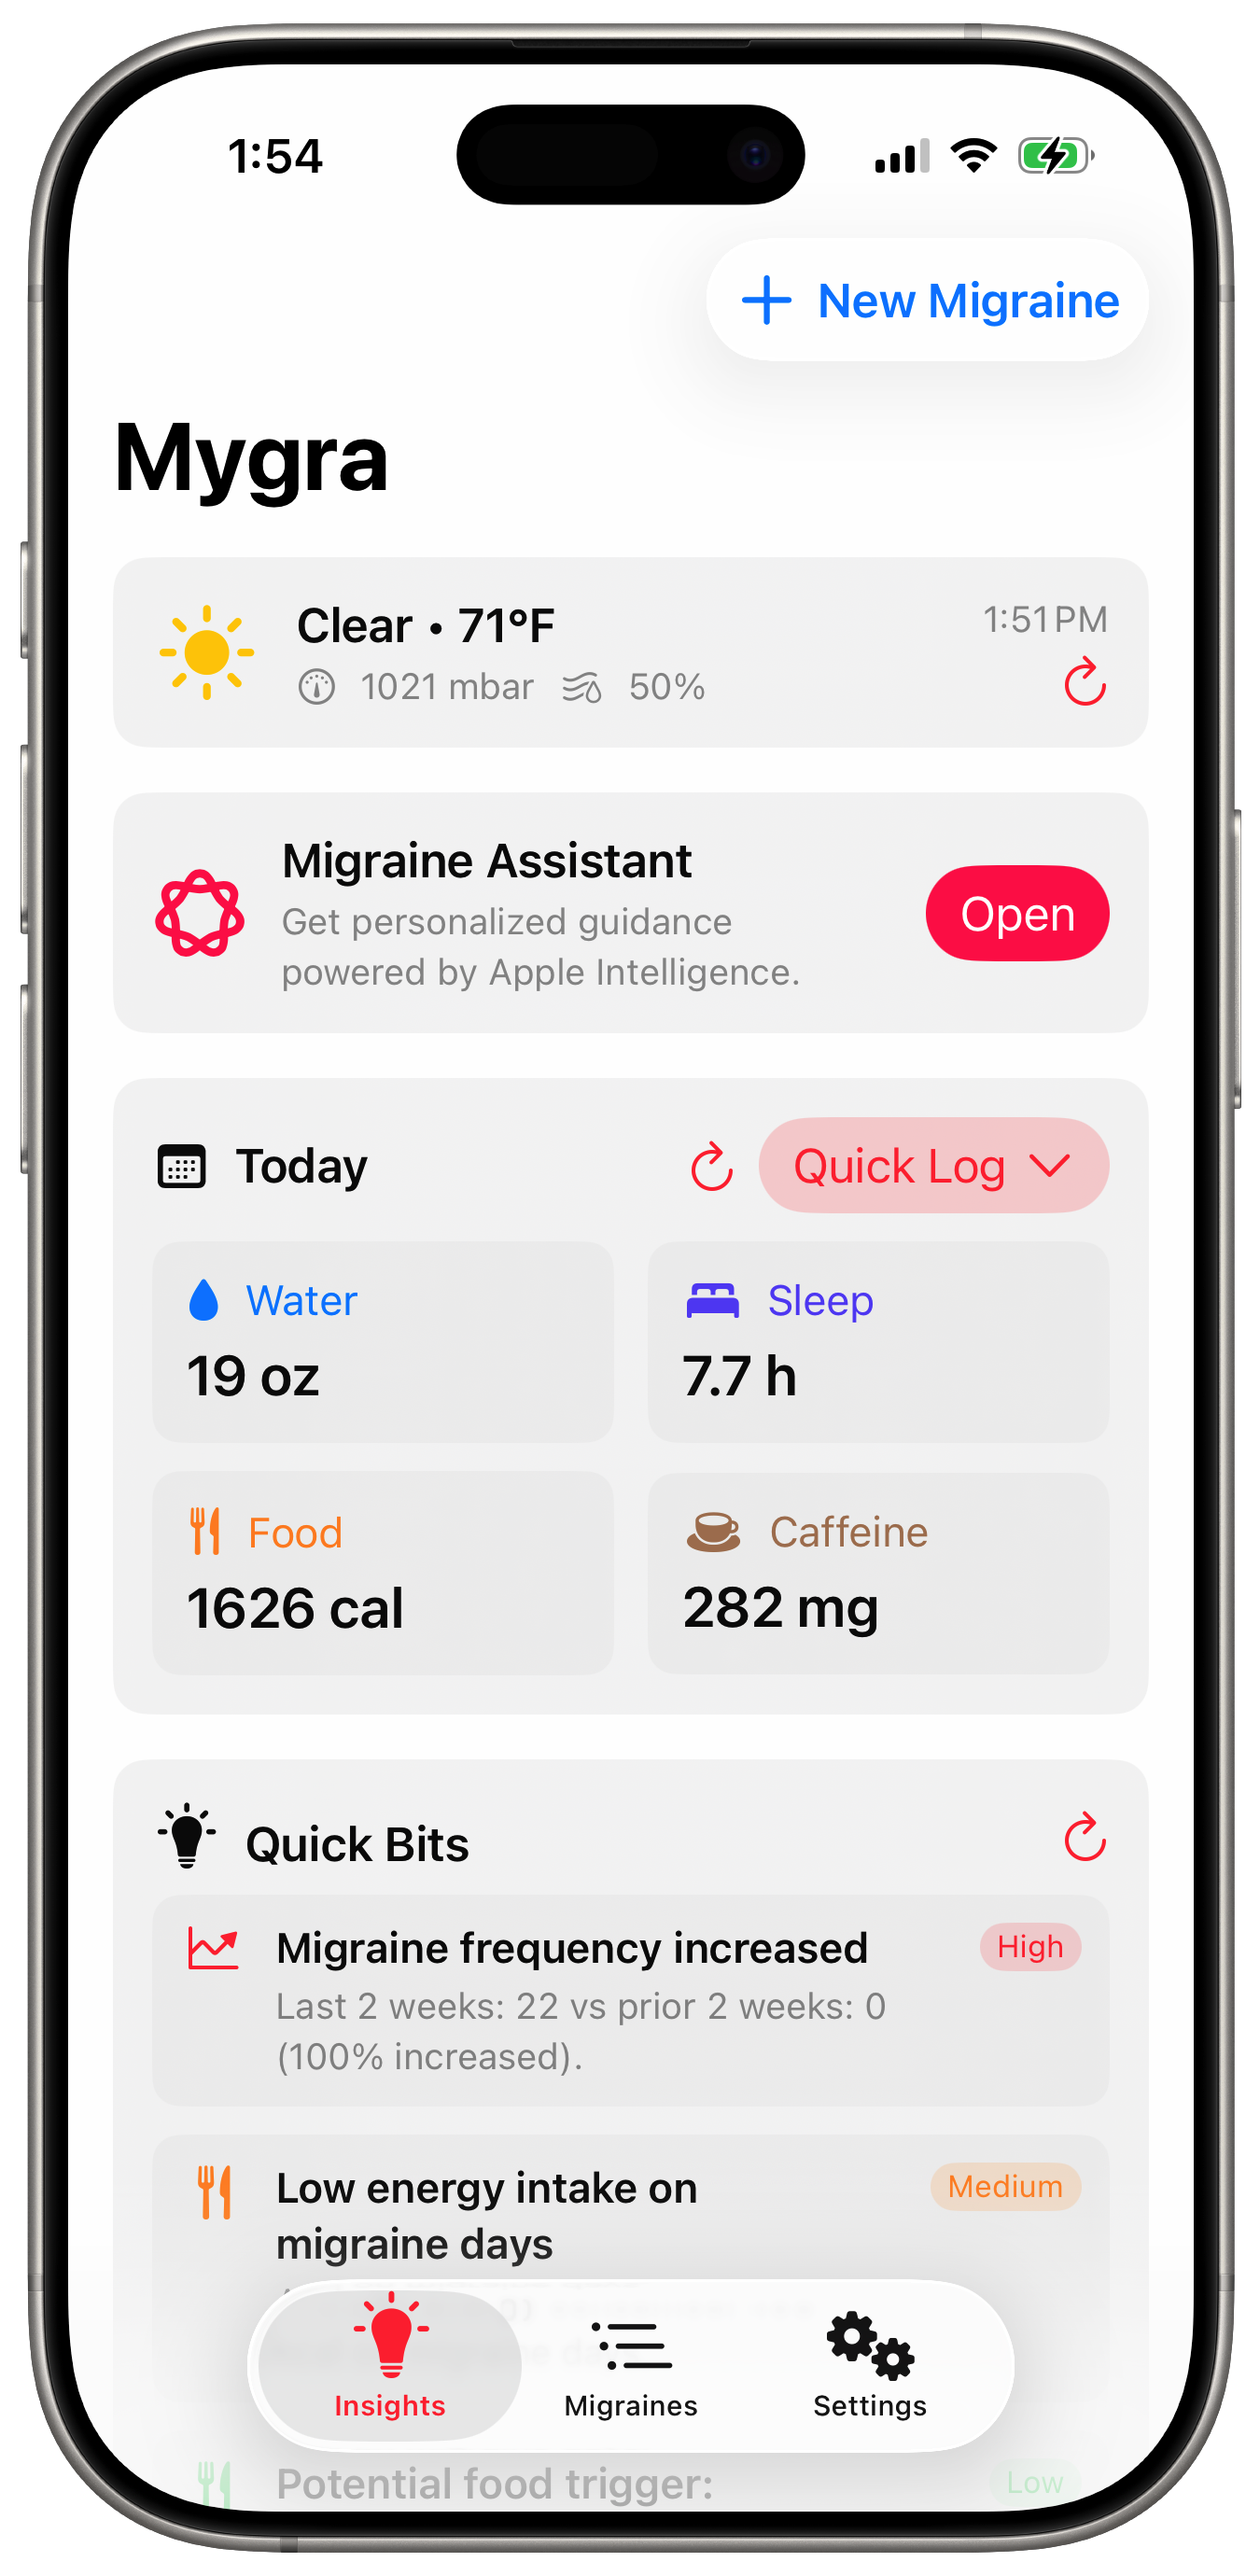 1:54
New Migraine
Mygra
Clear • 71°F
1:51 PM
1021 mbar 50%
Migraine Assistant
Get personalized guidance
powered by Apple Intelligence.
Open
Today
Quick Log
Water
19 oz
Sleep
7.7 h
Food
1626 cal
Caffeine
282 mg
Quick Bits
Migraine frequency increased
High
Last 2 weeks: 22 vs prior 2 weeks: 0
(100% increased).
Low energy intake on
migraine days
Medium
Insights
Migraines
Settings
Potential food trigger:
Low